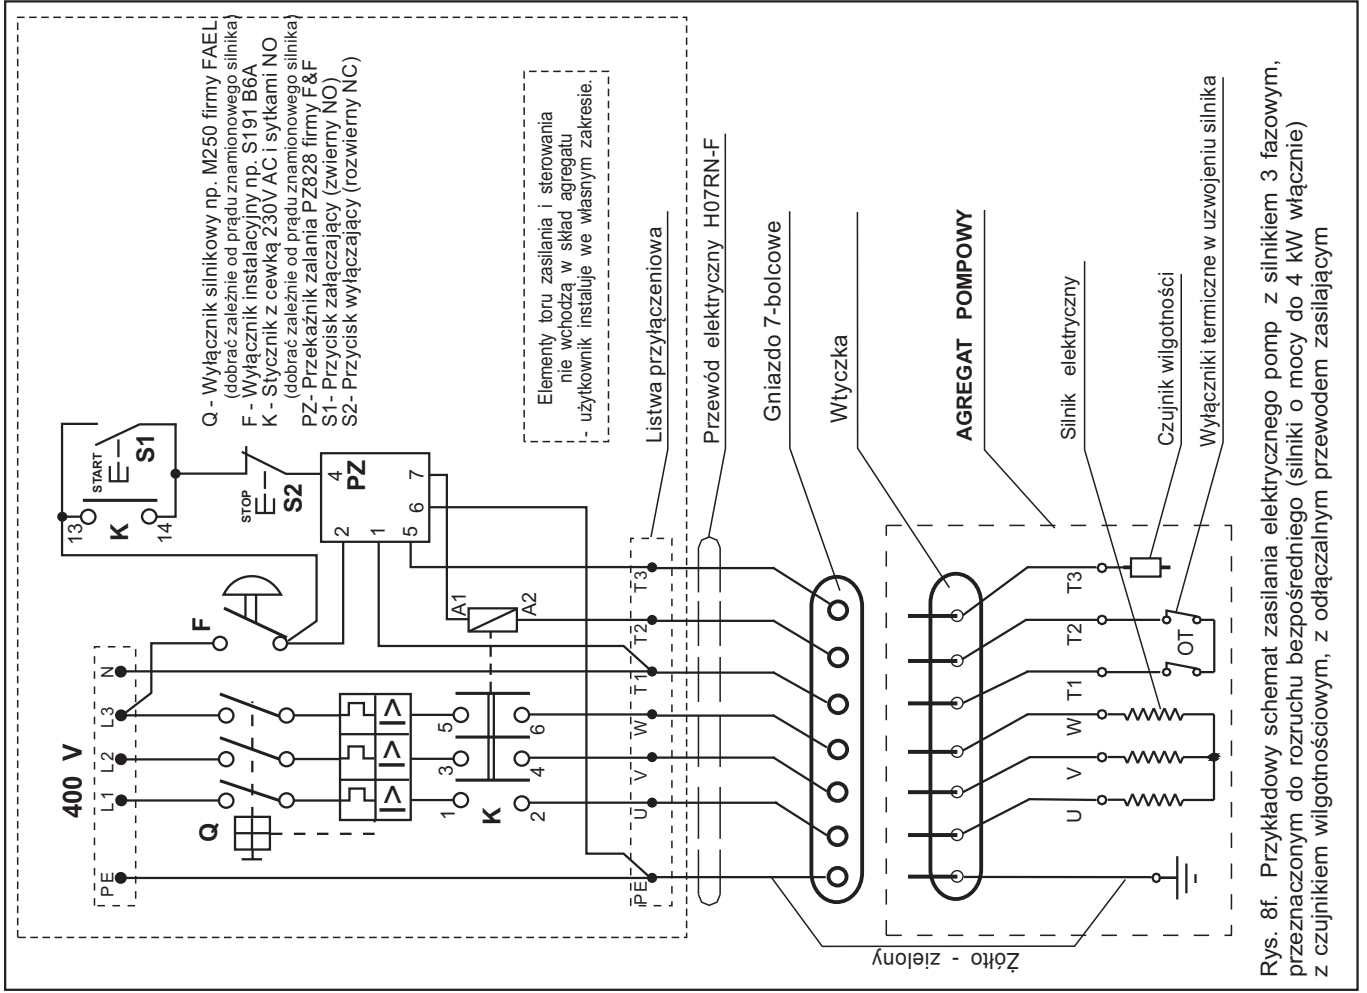 400 V
PE
L1
L2
L3
N
Q
F
13
14
K
START
S1
STOP
S2
PZ
4
2
1
5
7
6
A1
A2
1
3
5
K
2
4
6
PE
U
V
W
T1
T2
T3
Q - Wyłącznik silnikowy np. M250 firmy FAEL
(dobrać zależnie od prądu znamionowego silnika)
F - Wyłącznik instalacyjny np. S191 B6A
K - Stycznik z cewką 230V AC i sytkami NO
(dobrać zależnie od prądu znamionowego silnika)
PZ- Przekaźnik zalania PZ828 firmy F&F
S1- Przycisk załączający (zwierny NO)
S2- Przycisk wyłączający (rozwierny NC)
Elementy toru zasilania i sterowania
nie wchodzą w skład agregatu
- użytkownik instaluje we własnym zakresie.
Listwa przyłączeniowa
Przewód elektryczny H07RN-F
Gniazdo 7-bolcowe
Wtyczka
AGREGAT POMPOWY
Silnik elektryczny
Czujnik wilgotności
Wyłączniki termiczne w uzwojeniu silnika
U
V
W
T1
T2
T3
OT
Żółto - zielony
Rys. 8f. Przykładowy schemat zasilania elektrycznego pomp z silnikiem 3 fazowym,
przeznaczonym do rozruchu bezpośredniego (silniki o mocy do 4 kW włącznie)
z czujnikiem wilgotnościowym, z odłączalnym przewodem zasilającym